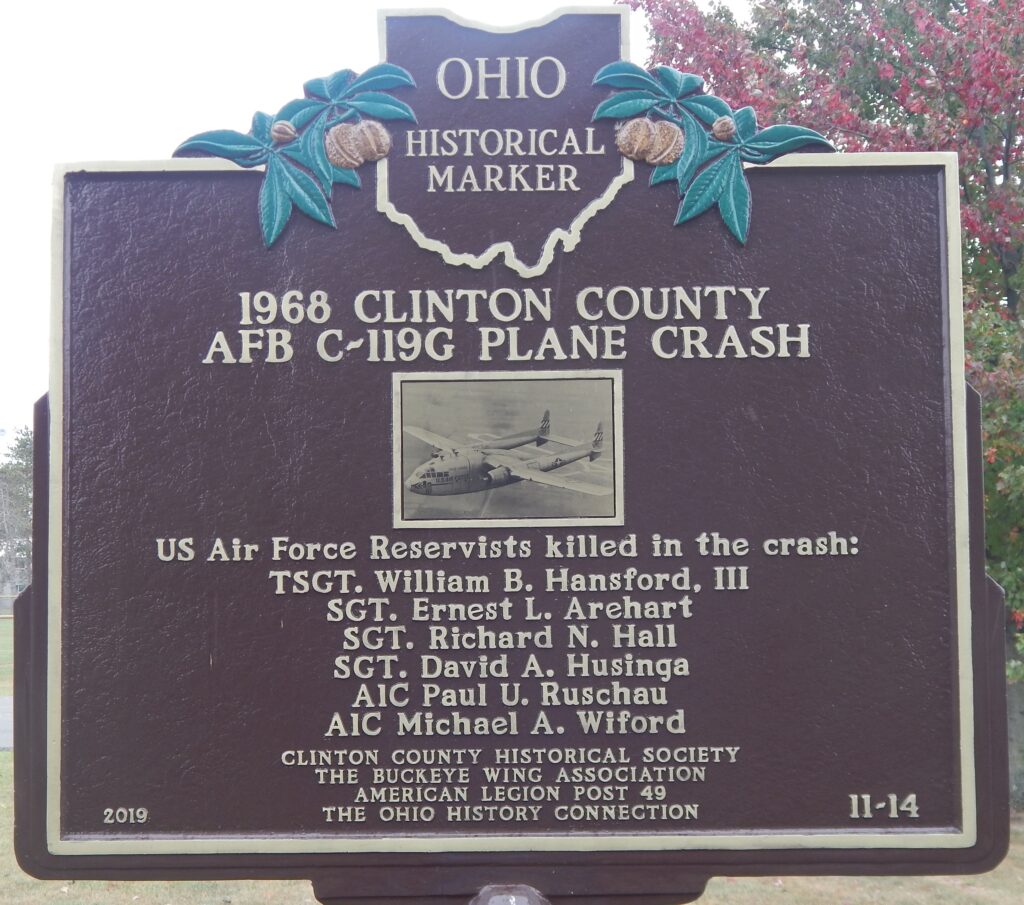 OHIO
HISTORICAL
MARKER
1968 CLINTON COUNTY
AFB C-119G PLANE CRASH
US Air Force Reservists killed in the crash:
TSGT. William B. Hansford, III
SGT. Ernest L. Arehart
SGT. Richard N. Hall
SGT. David A. Husinga
A1C Paul U. Ruschau
A1C Michael A. Wiford
CLINTON COUNTY HISTORICAL SOCIETY
THE BUCKEYE WING ASSOCIATION
AMERICAN LEGION POST 49
THE OHIO HISTORY CONNECTION
2019
11-14